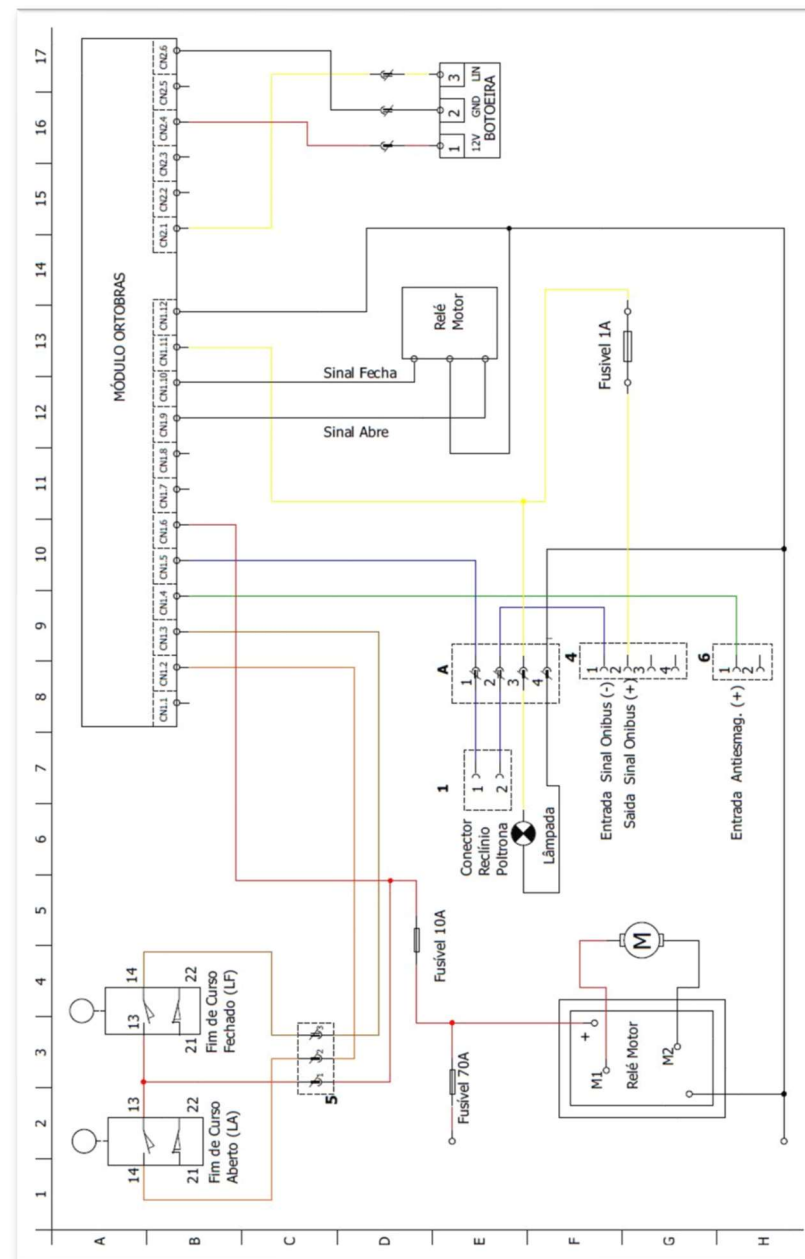 1 2 3 4 5 6 7 8 9 10 11 12 13 14 15 16 17
A
B
C
D
E
F
G
H
MÓDULO ORTOBRAS
CN1.1 CN1.2 CN1.3 CN1.4 CN1.5 CN1.6 CN1.7 CN1.8 CN1.9 CN1.10 CN1.11 CN1.12
CN2.1 CN2.2 CN2.3 CN2.4 CN2.5 CN2.6
14 13
21 22
Fim de Curso
Aberto (LA)
13 14
21 22
Fim de Curso
Fechado (LF)
5
1 2 3
Sinal Abre
Sinal Fecha
Relé
Motor
1 2 3
12V GND LIN
BOTOEIRA
Fusível 10A
Fusível 70A
Conector
Reclínio
Poltrona
1
1
2
A
1
2
3
4
Lâmpada
Fusivel 1A
4
Entrada Sinal Onibus (-)
1
Saida Sinal Onibus (+)
2
3
4
6
Entrada Antiesmag. (+)
1
2
+
M1
M2
Relé Motor
M